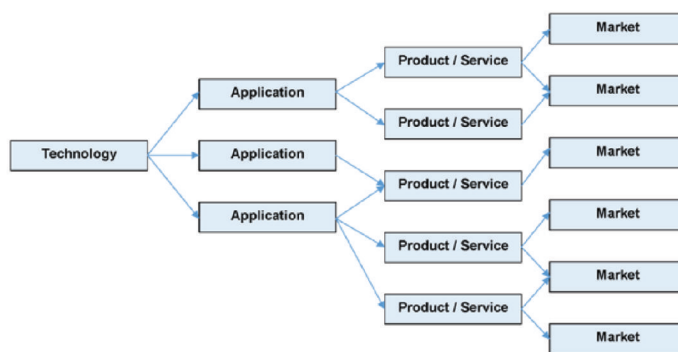 Technology
Application
Application
Application
Product / Service
Product / Service
Product / Service
Product / Service
Product / Service
Market
Market
Market
Market
Market
Market